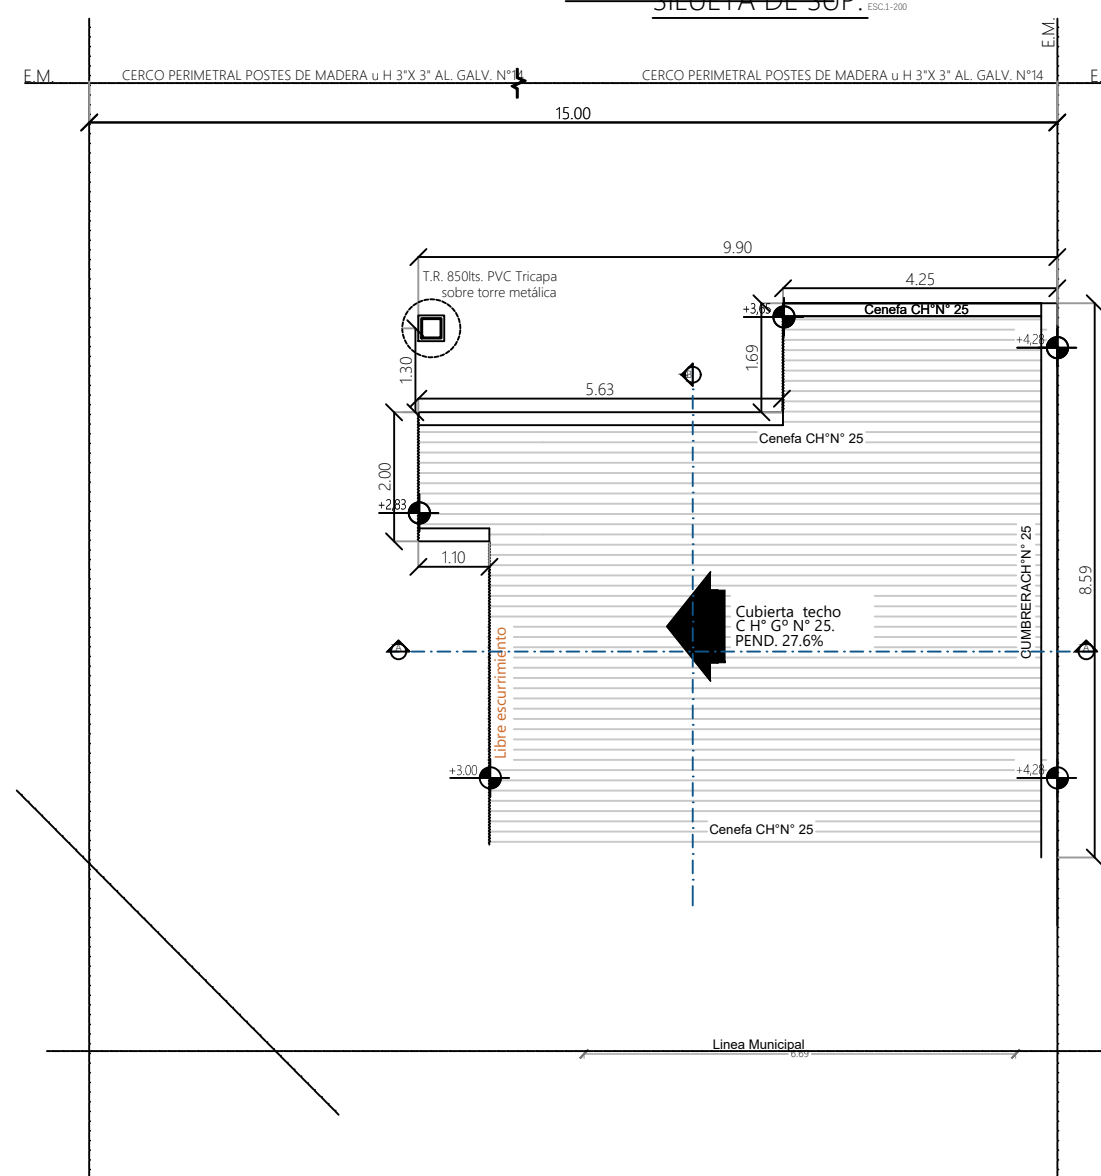 SILUETA DE SUP. ESC.1-200
E.M.
E.M.
CERCO PERIMETRAL POSTES DE MADERA u H 3"X 3" AL. GALV. N°14
CERCO PERIMETRAL POSTES DE MADERA u H 3"X 3" AL. GALV. N°14
E.
15.00
9.90
T.R. 850lts. PVC Tricapa
sobre torre metálica
4.25
+3,65
Cenefa CH°N° 25
+4,28
1.30
1.69
5.63
Cenefa CH°N° 25
2.00
+2,83
1.10
CUMBRERACH°N° 25
8.59
Cubierta techo
C H° Gº N° 25.
PEND. 27.6%
A
A
Libre escurrimiento
+3.00
+4,28
Cenefa CH°N° 25
Linea Municipal
6.69